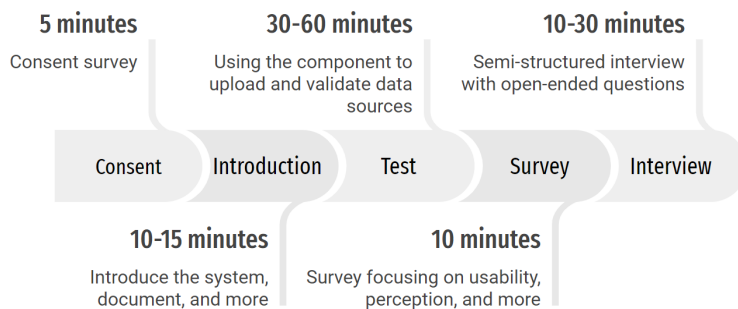 5 minutes
Consent survey
30-60 minutes
Using the component to
upload and validate data
sources
10-30 minutes
Semi-structured interview
with open-ended questions
Consent
Introduction
Test
Survey
Interview
10-15 minutes
Introduce the system,
document, and more
10 minutes
Survey focusing on usability,
perception, and more